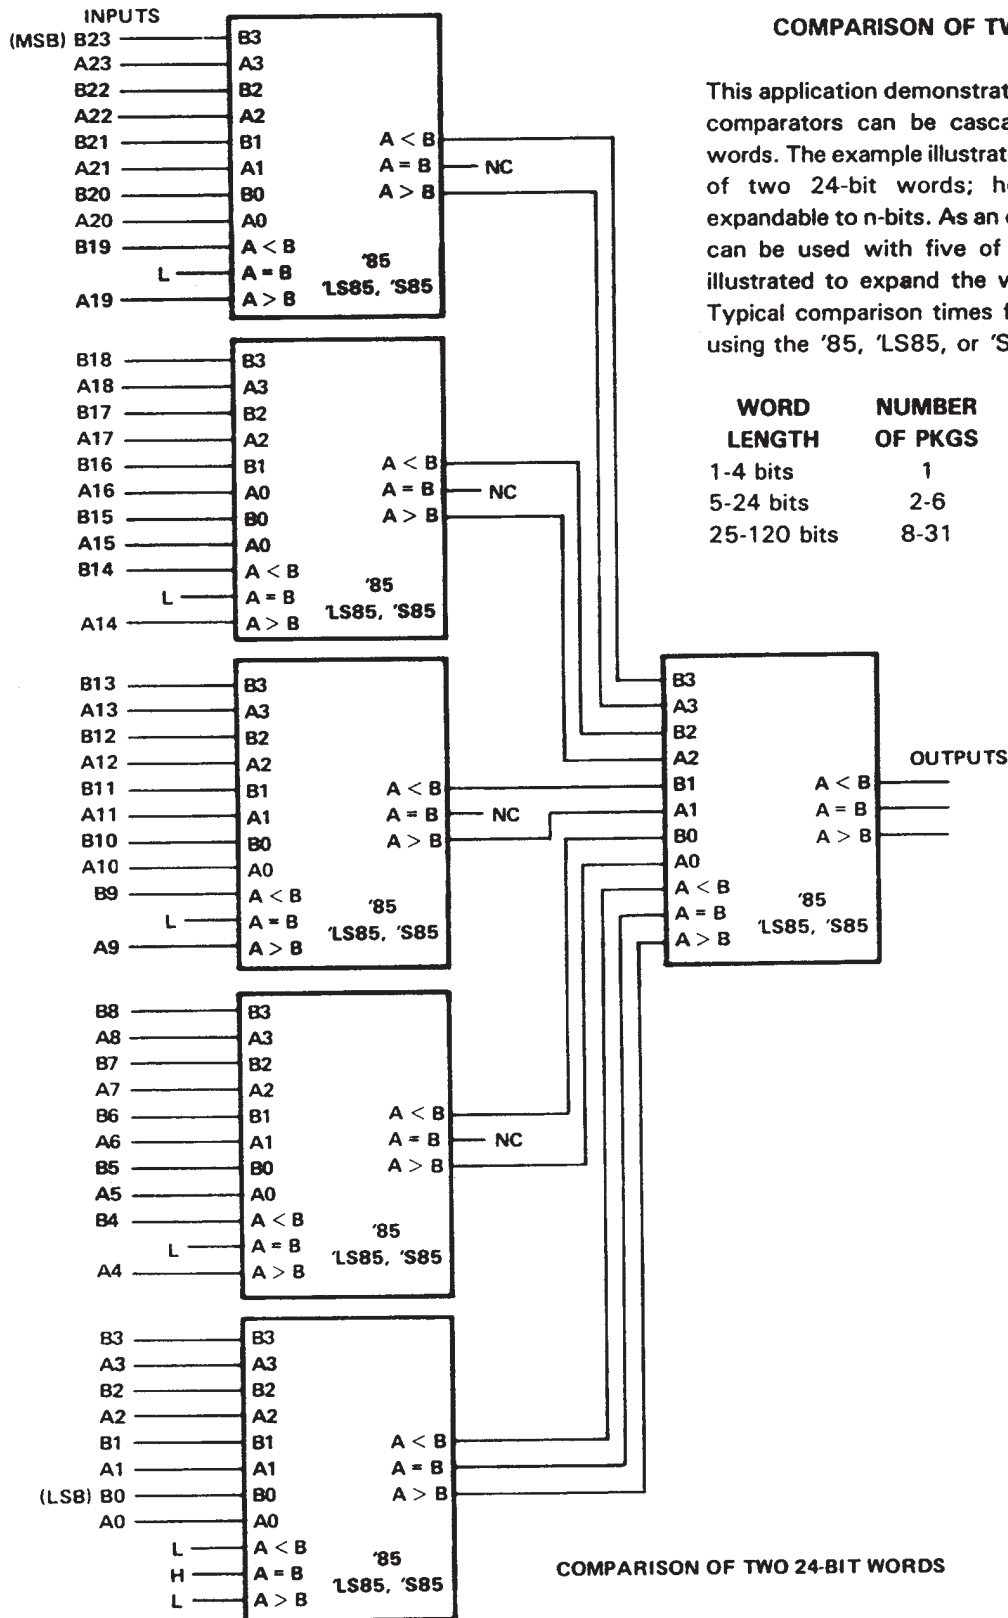 INPUTS
(MSB) B23
A23
B22
A22
B21
A21
B20
A20
B19
L
A19
B3
A3
B2
A2
B1
A1
B0
A0
A < B
A = B
A > B
A < B
A = B
A > B
'85
'LS85, 'S85
NC
COMPARISON OF
This application
comparators can be
words. The example
of two 24-bit words;
expandable to n-bits. As an
can be used with five of
illustrated to expand the
Typical comparison times
using the '85, 'LS85, or
WORD NUMBER
LENGTH OF PKGS
1-4 bits 1
5-24 bits 2-6
25-120 bits 8-31
B18
A18
B17
A17
B16
A16
B15
A15
B14
L
A14
B3
A3
B2
A2
B1
A0
B0
A0
A < B
A = B
A > B
A < B
A = B
A > B
'85
'LS85, 'S85
NC
B13
A13
B12
A12
B11
A11
B10
A10
B9
L
A9
B3
A3
B2
A2
B1
A1
B0
A0
A < B
A = B
A > B
A < B
A = B
A > B
'85
'LS85, 'S85
NC
B8
A8
B7
A7
B6
A6
B5
A5
B4
L
A4
B3
A3
B2
A2
B1
A1
B0
A0
A < B
A = B
A > B
A < B
A = B
A > B
'85
'LS85, 'S85
NC
B3
A3
B2
A2
B1
A1
(LSB) B0
A0
L
H
L
B3
A3
B2
A2
B1
A1
B0
A0
A < B
A = B
A > B
A < B
A = B
A > B
'85
'LS85, 'S85
B3
A3
B2
A2
B1
A1
B0
A0
A < B
A = B
A > B
A < B
A = B
A > B
'85
'LS85, 'S85
OUTPUTS
COMPARISON OF TWO 24-BIT WORDS